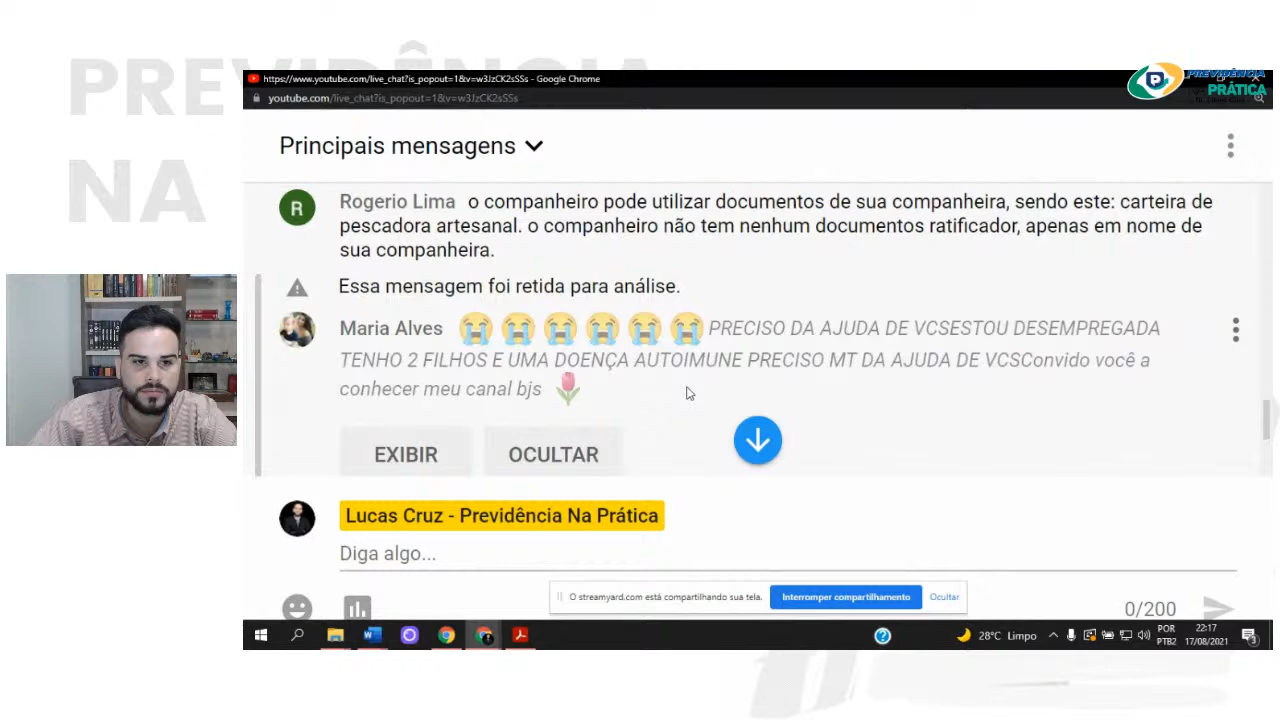 PREVIDÊNCIA
NA
https://www.youtube.com/live_chat?is_popout=1&v=w3JzCK2sSSs - Google Chrome
youtube.com/live_chat?is_popout=1&v=w3JzCK2sSSs
PREVIDÊNCIA
PRÁTICA
Principais mensagens
R
Rogerio Lima o companheiro pode utilizar documentos de sua companheira, sendo este: carteira de
pescadora artesanal. o companheiro não tem nenhum documentos ratificador, apenas em nome de
sua companheira.
Essa mensagem foi retida para análise.
Maria Alves 😭😭😭😭😭😭 PRECISO DA AJUDA DE VCSESTOU DESEMPREGADA
TENHO 2 FILHOS E UMA DOENÇA AUTOIMUNE PRECISO MT DA AJUDA DE VCSConvido você a
conhecer meu canal bjs 🌷
EXIBIR OCULTAR
Lucas Cruz - Previdência Na Prática
Diga algo...
O streamyard.com está compartilhando sua tela. Interromper compartilhamento Ocultar
0/200
28°C Limpo POR 22:17
PTB2 17/08/2021 3